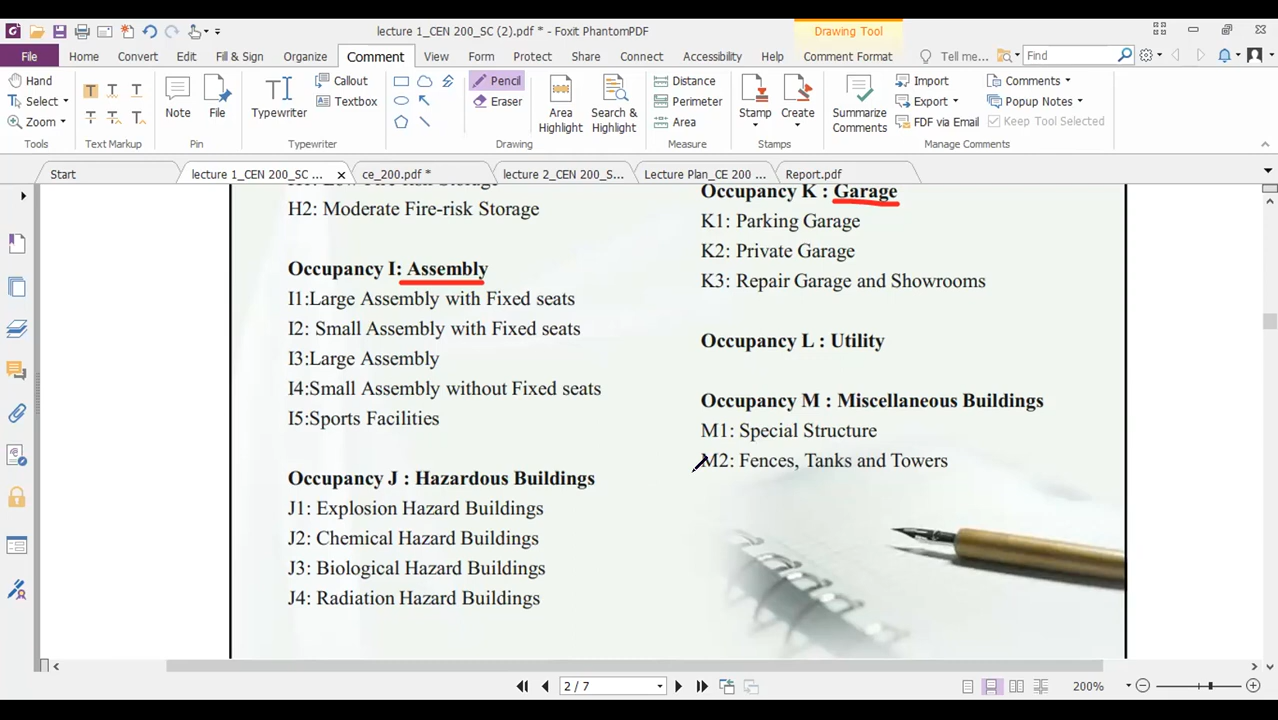 lecture 1_CEN 200_SC (2).pdf * - Foxit PhantomPDF
Drawing Tool
File
Home
Convert
Edit
Fill & Sign
Organize
Comment
View
Form
Protect
Share
Connect
Accessibility
Help
Comment Format
Tell me...
Find
Hand
Select
Zoom
Tools
Text Markup
Note
File
Pin
Typewriter
Callout
Textbox
Typewriter
Pencil
Eraser
Area Highlight
Search & Highlight
Drawing
Distance
Perimeter
Area
Measure
Stamp
Create
Stamps
Summarize Comments
Import
Export
FDF via Email
Comments
Popup Notes
Keep Tool Selected
Manage Comments
Start
lecture 1_CEN 200_SC ...
ce_200.pdf *
lecture 2_CEN 200_S...
Lecture Plan_CE 200 ...
Report.pdf
H2: Moderate Fire-risk Storage
Occupancy I: Assembly
I1:Large Assembly with Fixed seats
I2: Small Assembly with Fixed seats
I3:Large Assembly
I4:Small Assembly without Fixed seats
I5:Sports Facilities
Occupancy J : Hazardous Buildings
J1: Explosion Hazard Buildings
J2: Chemical Hazard Buildings
J3: Biological Hazard Buildings
J4: Radiation Hazard Buildings
Occupancy K : Garage
K1: Parking Garage
K2: Private Garage
K3: Repair Garage and Showrooms
Occupancy L : Utility
Occupancy M : Miscellaneous Buildings
M1: Special Structure
M2: Fences, Tanks and Towers
2 / 7
200%